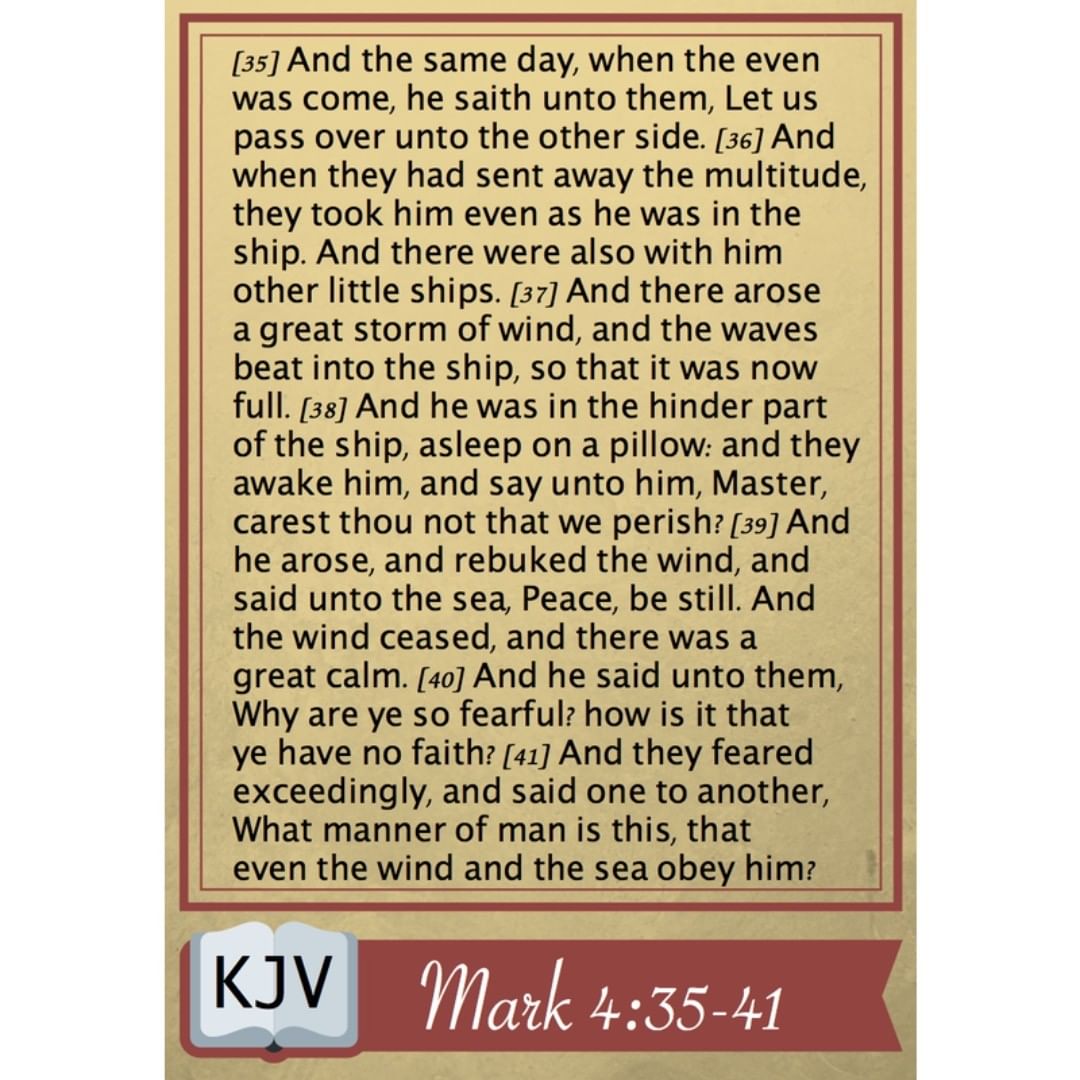 [35] And the same day, when the even
was come, he saith unto them, Let us
pass over unto the other side. [36] And
when they had sent away the multitude,
they took him even as he was in the
ship. And there were also with him
other little ships. [37] And there arose
a great storm of wind, and the waves
beat into the ship, so that it was now
full. [38] And he was in the hinder part
of the ship, asleep on a pillow: and they
awake him, and say unto him, Master,
carest thou not that we perish? [39] And
he arose, and rebuked the wind, and
said unto the sea, Peace, be still. And
the wind ceased, and there was a
great calm. [40] And he said unto them,
Why are ye so fearful? how is it that
ye have no faith? [41] And they feared
exceedingly, and said one to another,
What manner of man is this, that
even the wind and the sea obey him?
KJV
Mark 4:35-41